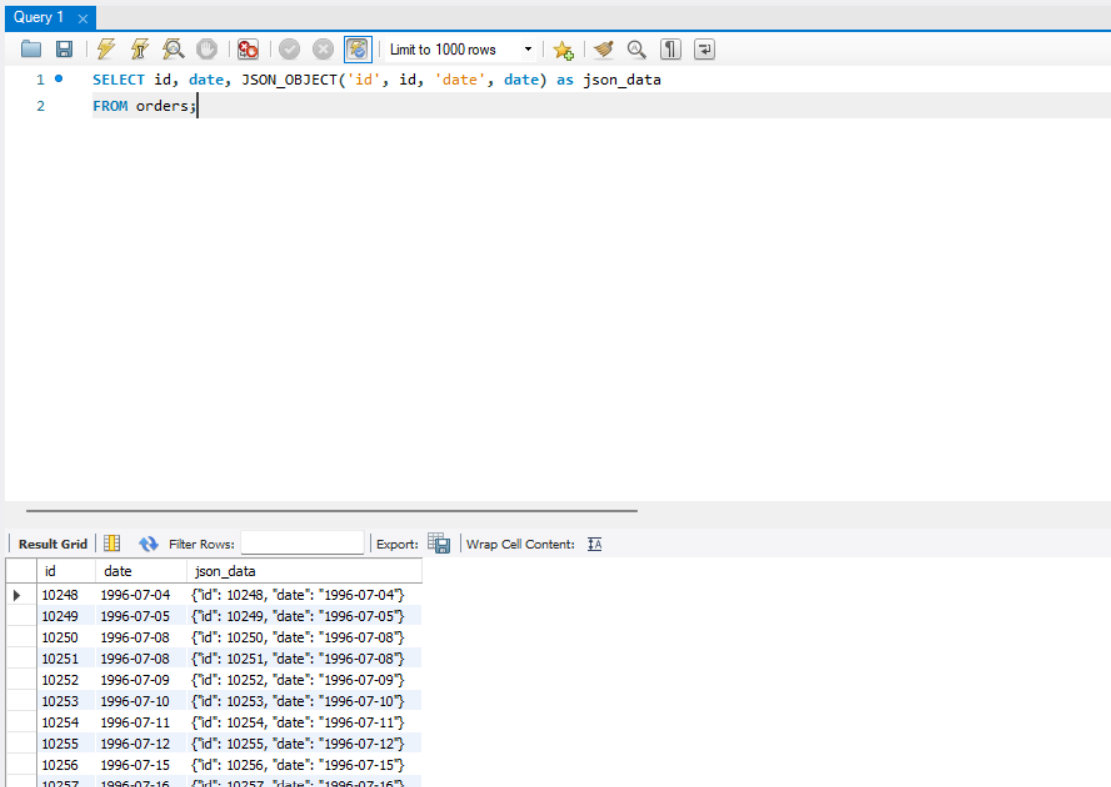 Query 1
Limit to 1000 rows
1 SELECT id, date, JSON_OBJECT('id', id, 'date', date) as json_data
2 FROM orders;
Result Grid Filter Rows: Export: Wrap Cell Content:
id date json_data
10248 1996-07-04 {"id": 10248, "date": "1996-07-04"}
10249 1996-07-05 {"id": 10249, "date": "1996-07-05"}
10250 1996-07-08 {"id": 10250, "date": "1996-07-08"}
10251 1996-07-08 {"id": 10251, "date": "1996-07-08"}
10252 1996-07-09 {"id": 10252, "date": "1996-07-09"}
10253 1996-07-10 {"id": 10253, "date": "1996-07-10"}
10254 1996-07-11 {"id": 10254, "date": "1996-07-11"}
10255 1996-07-12 {"id": 10255, "date": "1996-07-12"}
10256 1996-07-15 {"id": 10256, "date": "1996-07-15"}
10257 1996-07-16 {"id": 10257, "date": "1996-07-16"}